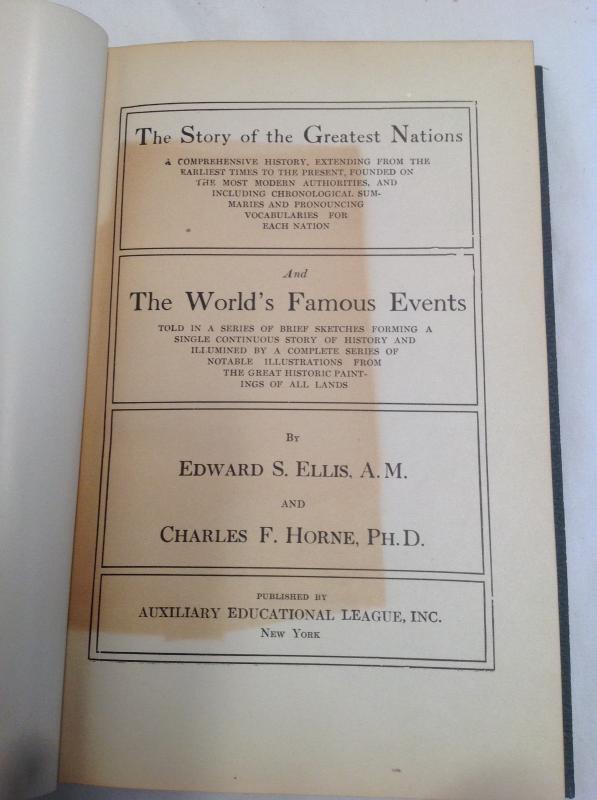 The Story of the Greatest Nations
A COMPREHENSIVE HISTORY, EXTENDING FROM THE
EARLIEST TIMES TO THE PRESENT, FOUNDED ON
THE MOST MODERN AUTHORITIES, AND
INCLUDING CHRONOLOGICAL SUM-
MARIES AND PRONOUNCING
VOCABULARIES FOR
EACH NATION
And
The World's Famous Events
TOLD IN A SERIES OF BRIEF SKETCHES FORMING A
SINGLE CONTINUOUS STORY OF HISTORY AND
ILLUMINED BY A COMPLETE SERIES OF
NOTABLE ILLUSTRATIONS FROM
THE GREAT HISTORIC PAINT-
INGS OF ALL LANDS
BY
EDWARD S. ELLIS, A.M.
AND
CHARLES F. HORNE, PH.D.
PUBLISHED BY
AUXILIARY EDUCATIONAL LEAGUE, INC.
NEW YORK